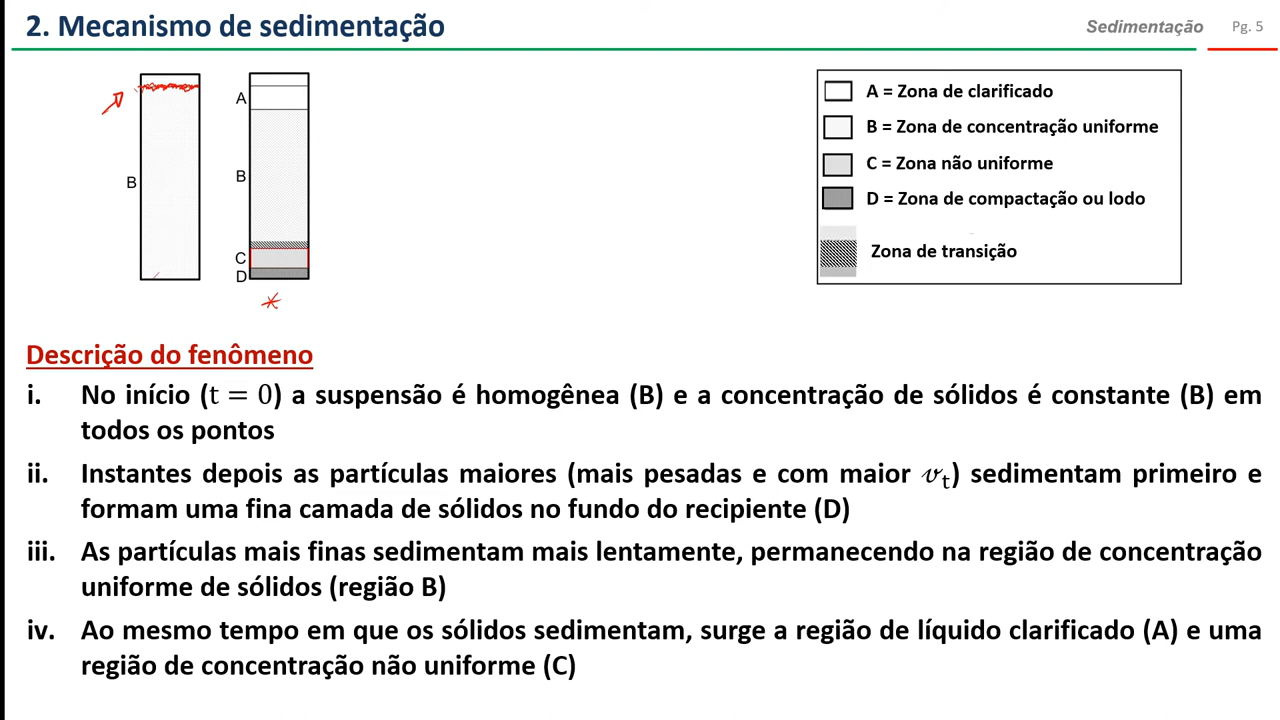 2. Mecanismo de sedimentação
Sedimentação
Pg. 5
A
B
B
C
D
A = Zona de clarificado
B = Zona de concentração uniforme
C = Zona não uniforme
D = Zona de compactação ou lodo
Zona de transição
Descrição do fenômeno
i. No início (t = 0) a suspensão é homogênea (B) e a concentração de sólidos é constante (B) em
todos os pontos
ii. Instantes depois as partículas maiores (mais pesadas e com maior 𝓋ₜ) sedimentam primeiro e
formam uma fina camada de sólidos no fundo do recipiente (D)
iii. As partículas mais finas sedimentam mais lentamente, permanecendo na região de concentração
uniforme de sólidos (região B)
iv. Ao mesmo tempo em que os sólidos sedimentam, surge a região de líquido clarificado (A) e uma
região de concentração não uniforme (C)